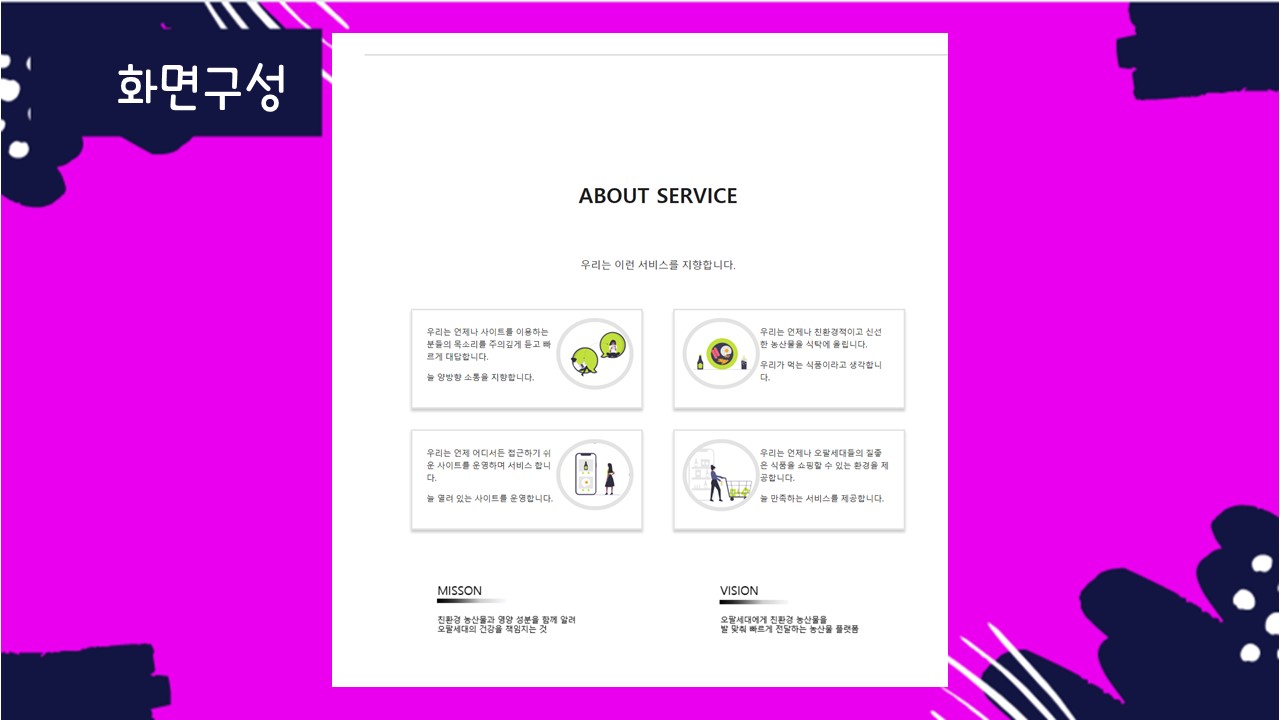 화면구성
ABOUT SERVICE
우리는 이런 서비스를 지향합니다.
우리는 언제나 사이트를 이용하는
분들의 목소리를 주의깊게 듣고 빠
르게 대답합니다.
늘 양방향 소통을 지향합니다.
우리는 언제나 친환경적이고 신선
한 농산물을 식탁에 올립니다.
우리가 먹는 식품이라고 생각합니
다.
우리는 언제 어디서든 접근하기 쉬
운 사이트를 운영하며 서비스 합니
다.
늘 열려 있는 사이트를 운영합니다.
우리는 언제나 오팔세대들의 질좋
은 식품을 쇼핑할 수 있는 환경을 제
공합니다.
늘 만족하는 서비스를 제공합니다.
MISSON
친환경 농산물과 영양 성분을 함께 알려
오팔세대의 건강을 책임지는 것
VISION
오팔세대에게 친환경 농산물을
발 맞춰 빠르게 전달하는 농산물 플랫폼